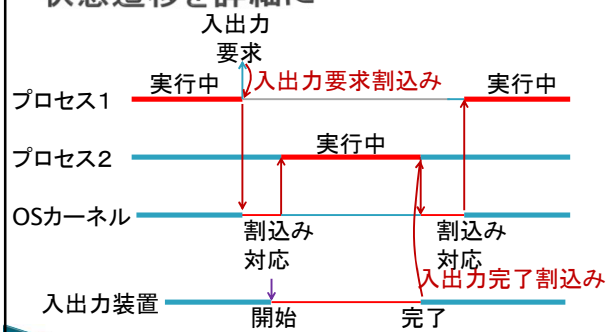 状態遷移を詳細に
入出力
要求
実行中
入出力要求割込み
実行中
プロセス1
実行中
プロセス2
OSカーネル
割込み
対応
割込み
対応
入出力完了割込み
入出力装置
開始
完了